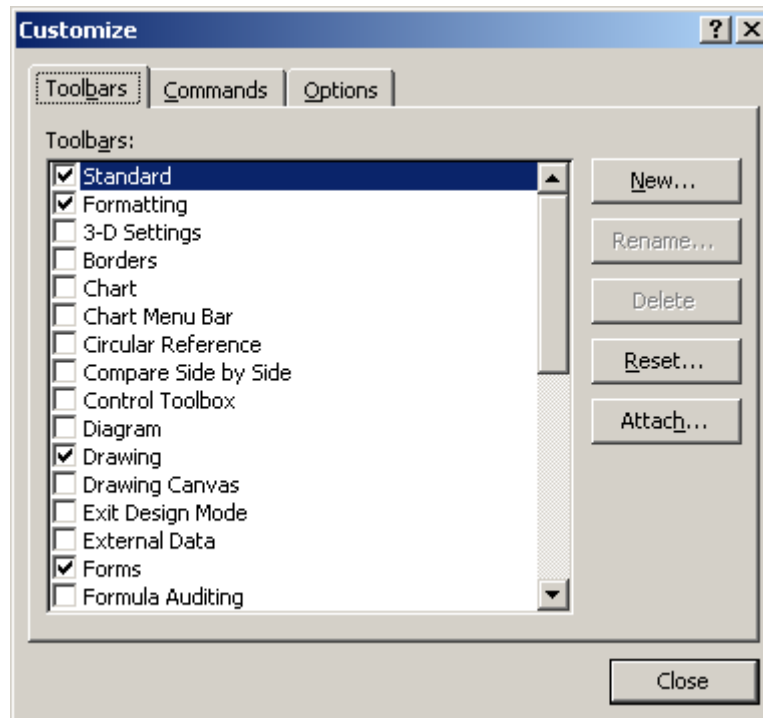 Customize
Toolbars
Commands
Options
Toolbars:
Standard
Formatting
3-D Settings
Borders
Chart
Chart Menu Bar
Circular Reference
Compare Side by Side
Control Toolbox
Diagram
Drawing
Drawing Canvas
Exit Design Mode
External Data
Forms
Formula Auditing
New...
Rename...
Delete
Reset...
Attach...
Close